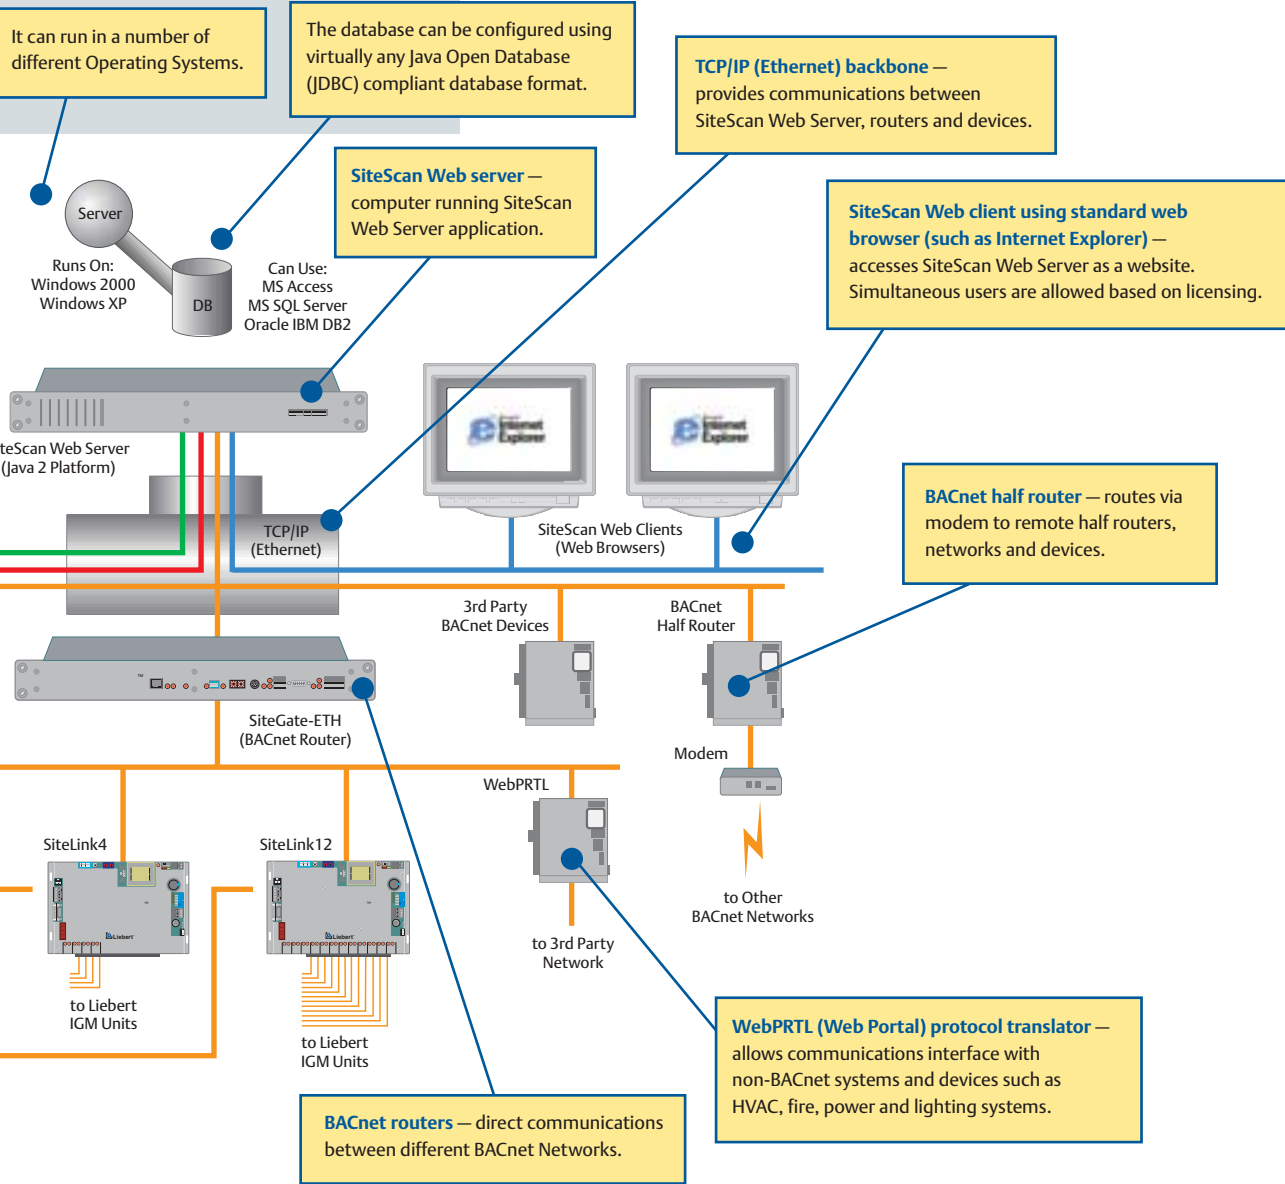 It can run in a number of
different Operating Systems.
The database can be configured using
virtually any Java Open Database
(JDBC) compliant database format.
TCP/IP (Ethernet) backbone —
provides communications between
SiteScan Web Server, routers and devices.
SiteScan Web server —
computer running SiteScan
Web Server application.
SiteScan Web client using standard web
browser (such as Internet Explorer) —
accesses SiteScan Web Server as a website.
Simultaneous users are allowed based on licensing.
Server
Runs On:
Windows 2000
Windows XP
DB
Can Use:
MS Access
MS SQL Server
Oracle IBM DB2
Internet
Explorer
Internet
Explorer
teScan Web Server
(Java 2 Platform)
TCP/IP
(Ethernet)
SiteScan Web Clients
(Web Browsers)
BACnet half router — routes via
modem to remote half routers,
networks and devices.
3rd Party
BACnet Devices
BACnet
Half Router
TM
SiteGate-ETH
(BACnet Router)
Modem
WebPRTL
SiteLink4
SiteLink12
Liebert
Liebert
to Other
BACnet Networks
to 3rd Party
Network
to Liebert
IGM Units
to Liebert
IGM Units
WebPRTL (Web Portal) protocol translator —
allows communications interface with
non-BACnet systems and devices such as
HVAC, fire, power and lighting systems.
BACnet routers — direct communications
between different BACnet Networks.